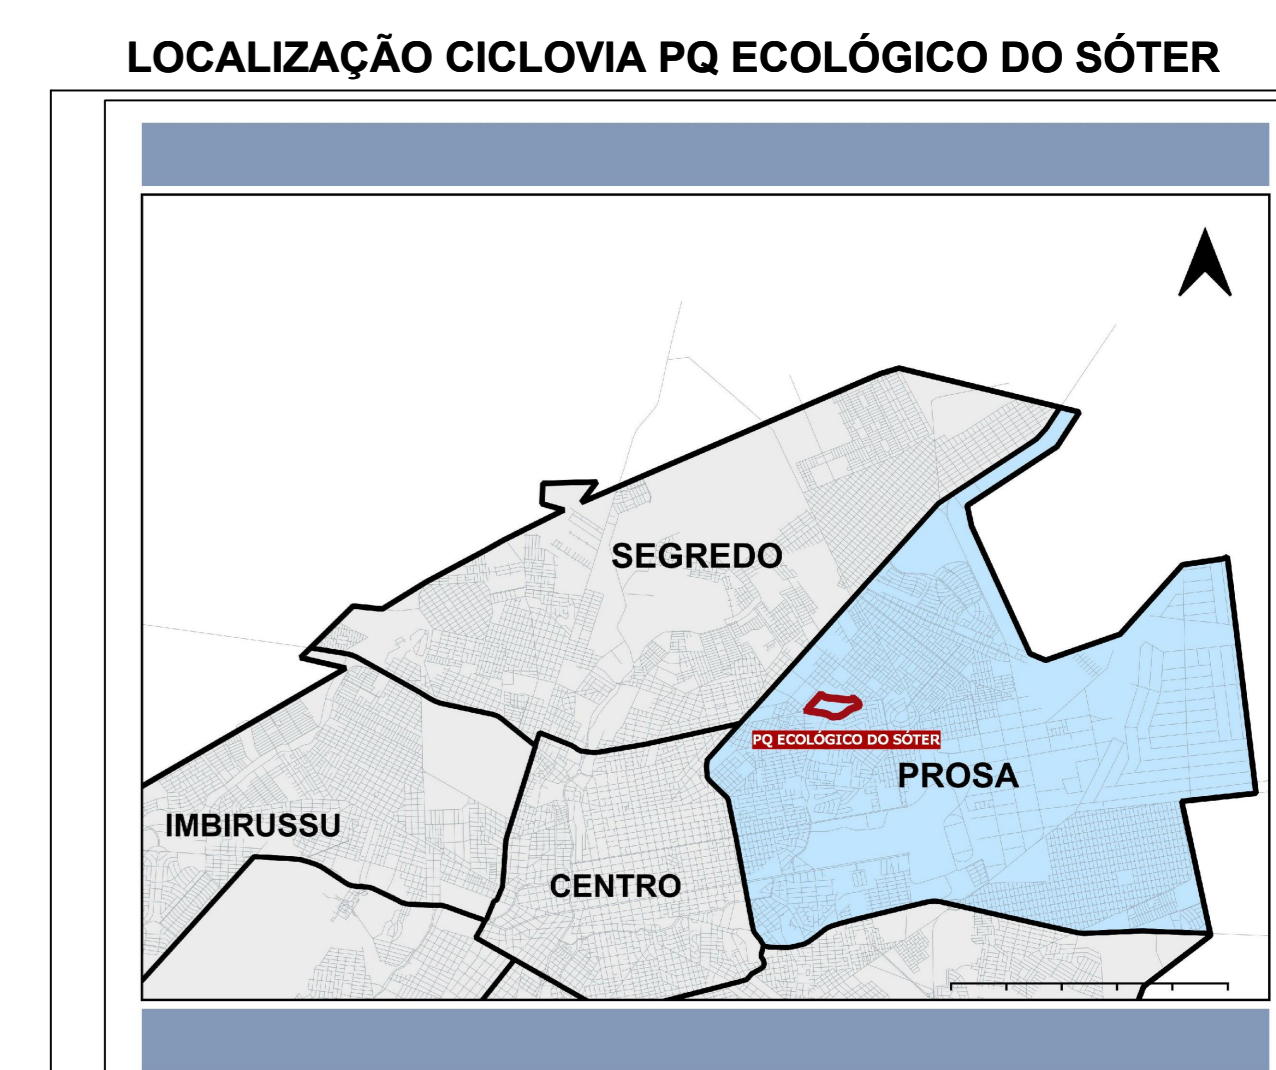 LOCALIZAÇÃO CICLOVIA PQ ECOLÓGICO DO SÓTER
SEGREDO
PQ ECOLÓGICO DO SÓTER
PROSA
IMBIRUSSU
CENTRO